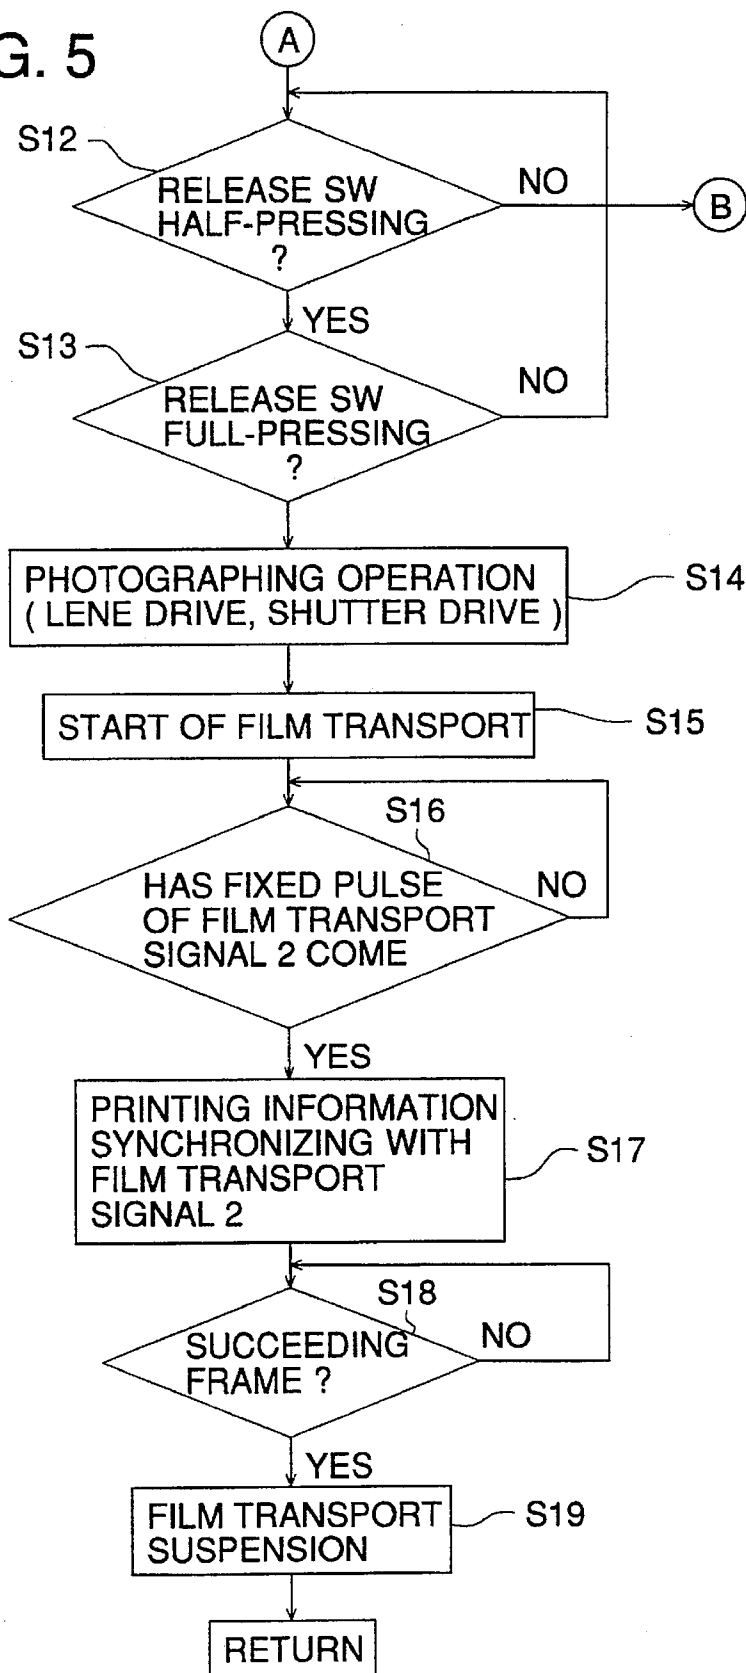 G. 5
A
S12
RELEASE SW
HALF-PRESSING
?
NO
B
YES
S13
RELEASE SW
FULL-PRESSING
?
NO
PHOTOGRAPHING OPERATION
( LENE DRIVE, SHUTTER DRIVE )
S14
START OF FILM TRANSPORT
S15
S16
HAS FIXED PULSE
OF FILM TRANSPORT
SIGNAL 2 COME
NO
YES
PRINTING INFORMATION
SYNCHRONIZING WITH
FILM TRANSPORT
SIGNAL 2
S17
S18
SUCCEEDING
FRAME ?
NO
YES
FILM TRANSPORT
SUSPENSION
S19
RETURN